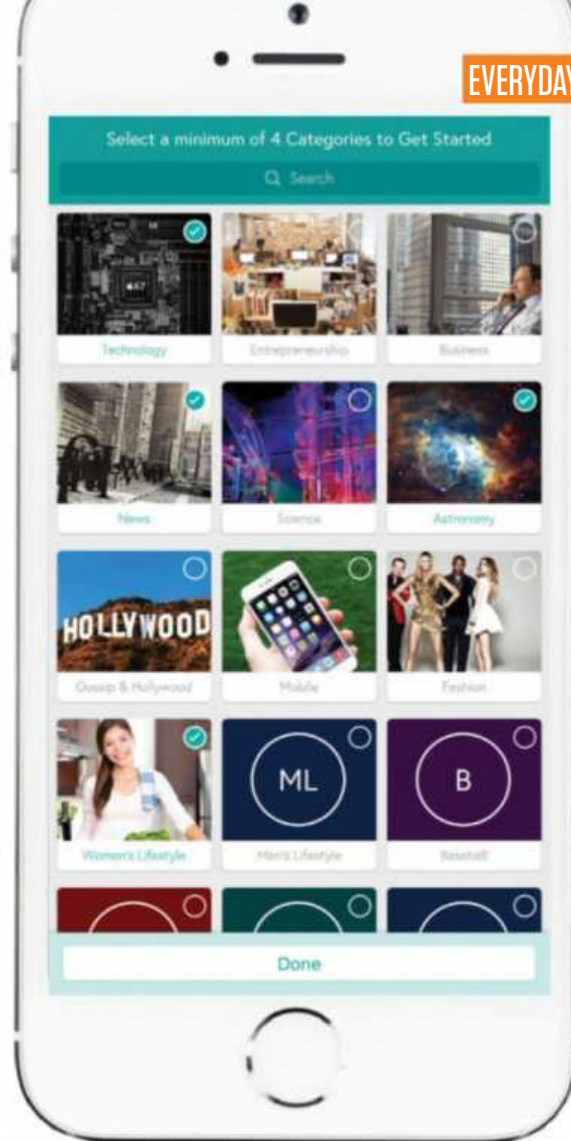 EVERYDAY
Select a minimum of 4 Categories to Get Started
Search
A7
Technology
Entrepreneurship
Business
News
Science
Astronomy
HOLLYWOOD
Gossip & Hollywood
Mobile
Fashion
ML
B
Women's Lifestyle
Men's Lifestyle
Baseball
Done